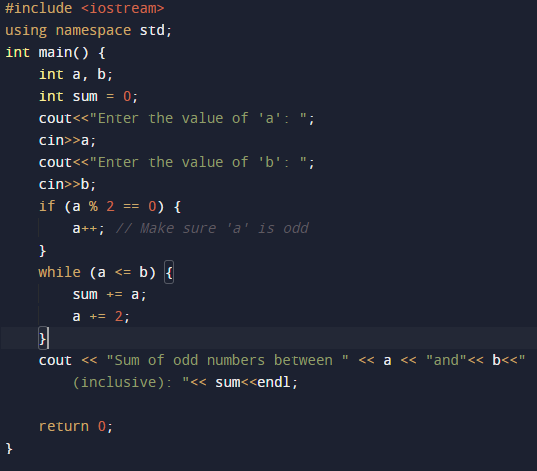 #include <iostream>
using namespace std;
int main() {
    int a, b;
    int sum = 0;
    cout<<"Enter the value of 'a': ";
    cin>>a;
    cout<<"Enter the value of 'b': ";
    cin>>b;
    if (a % 2 == 0) {
        a++; // Make sure 'a' is odd
    }
    while (a <= b) {
        sum += a;
        a += 2;
    }
    cout << "Sum of odd numbers between " << a << "and"<< b<<"
        (inclusive): "<< sum<<endl;
    return 0;
}